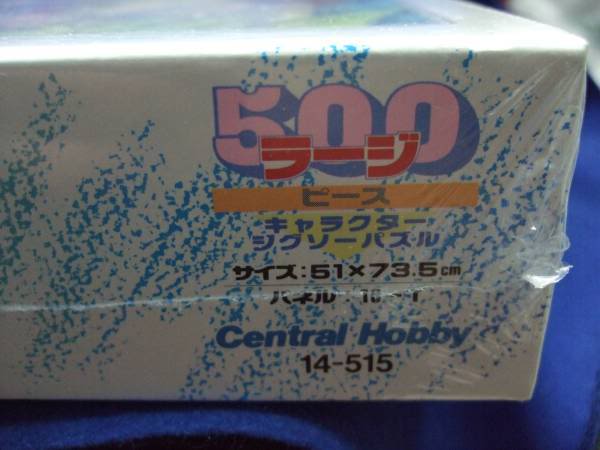 500
ラージ
ピース
キャラクター
ジグソーパズル
サイズ:51×73.5cm
パネル
Central Hobby
14-515